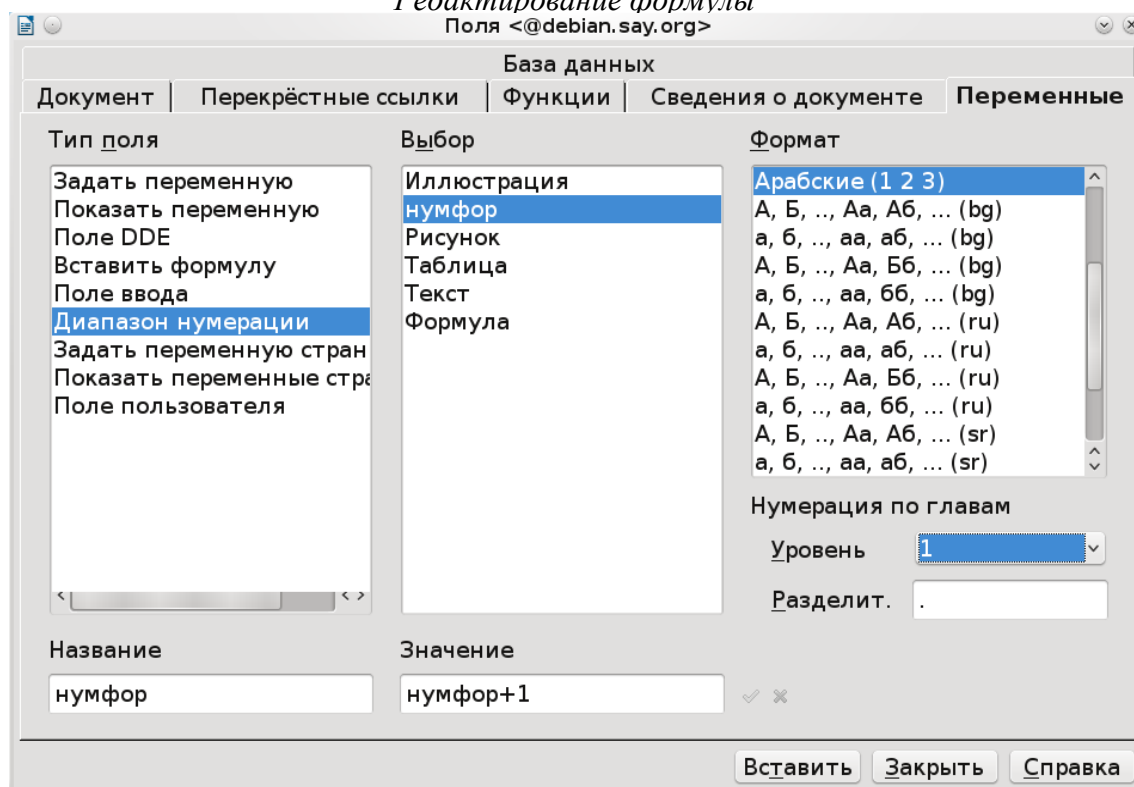 Редактирование формулы
Поля <@debian.say.org>
База данных
Документ Перекрёстные ссылки Функции Сведения о документе Переменные
Тип поля Выбор Формат
Задать переменную
Показать переменную
Поле DDE
Вставить формулу
Поле ввода
Диапазон нумерации
Задать переменную стран
Показать переменные стра
Поле пользователя
Иллюстрация
нумфор
Рисунок
Таблица
Текст
Формула
Арабские (1 2 3)
А, Б, .., Аа, Аб, ... (bg)
а, б, .., аа, аб, ... (bg)
А, Б, .., Аа, Бб, ... (bg)
а, б, .., аа, бб, ... (bg)
А, Б, .., Аа, Аб, ... (ru)
а, б, .., аа, аб, ... (ru)
А, Б, .., Аа, Бб, ... (ru)
а, б, .., аа, бб, ... (ru)
А, Б, .., Аа, Аб, ... (sr)
а, б, .., аа, аб, ... (sr)
Нумерация по главам
Уровень 1
Разделит. .
Название Значение
нумфор нумфор+1
Вставить Закрыть Справка